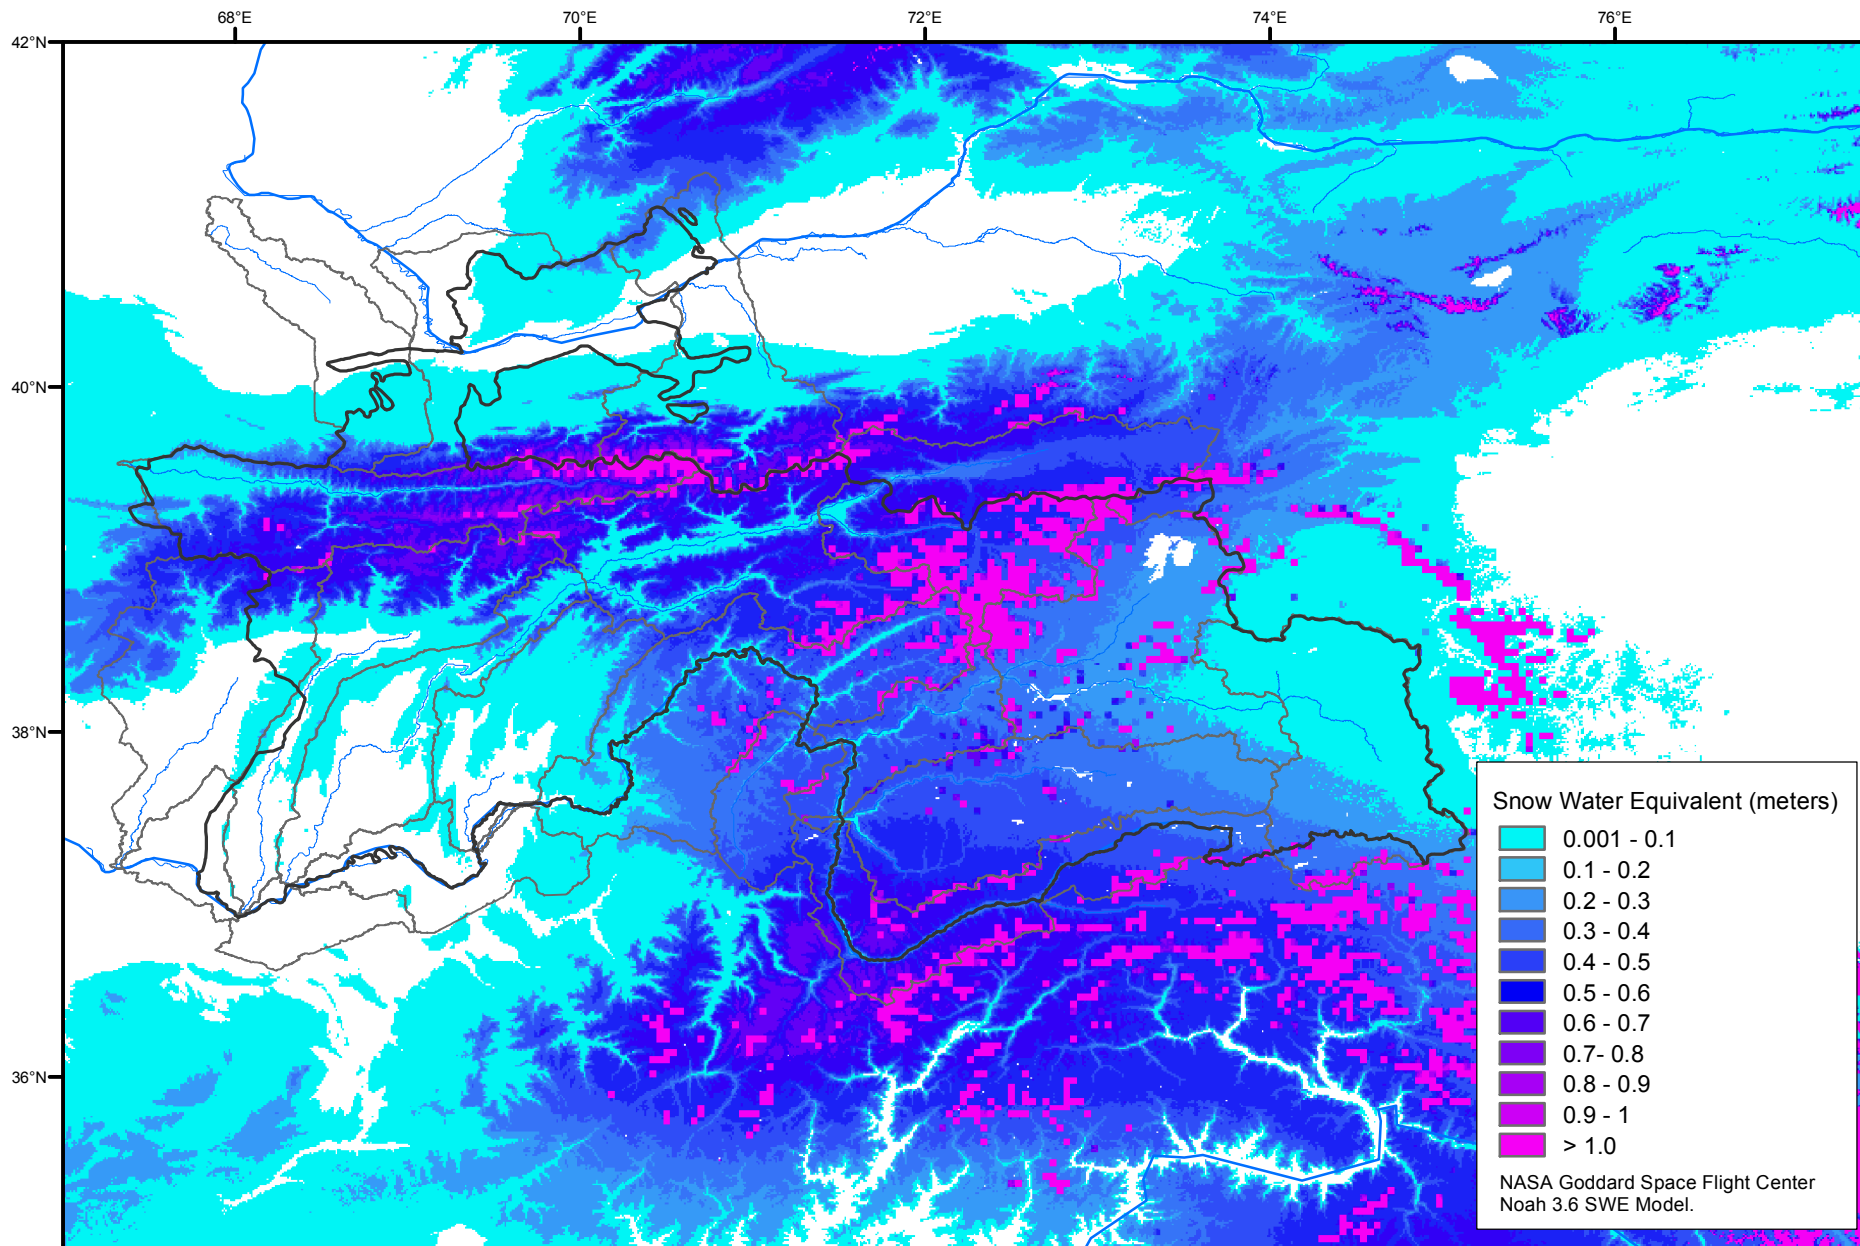 68°E
70°E
72°E
74°E
76°E
42°N
40°N
38°N
36°N
Snow Water Equivalent (meters)
0.001 - 0.1
0.1 - 0.2
0.2 - 0.3
0.3 - 0.4
0.4 - 0.5
0.5 - 0.6
0.6 - 0.7
0.7- 0.8
0.8 - 0.9
0.9 - 1
> 1.0
NASA Goddard Space Flight Center
Noah 3.6 SWE Model.